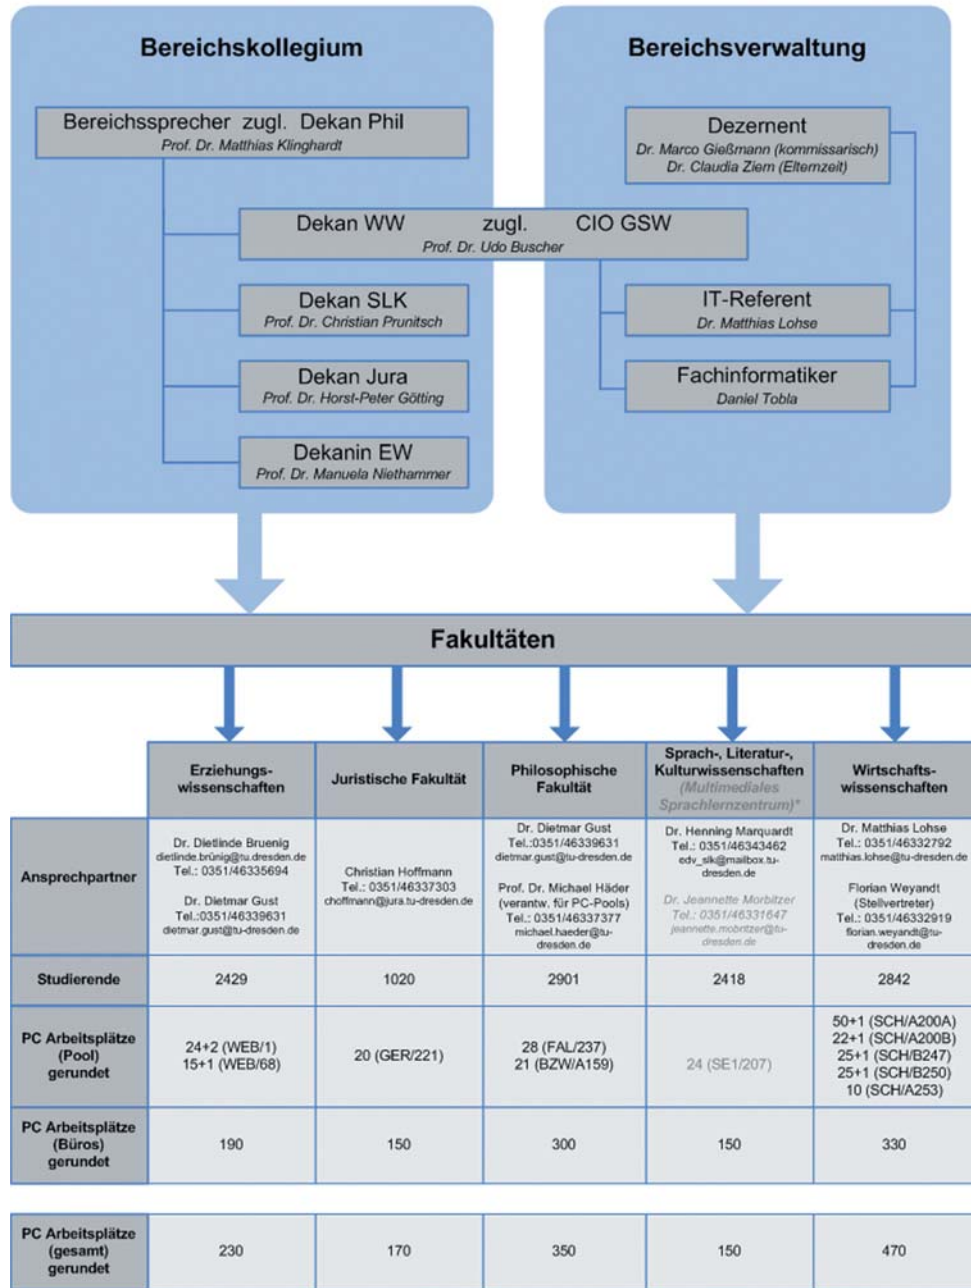 Bereichskollegium
Bereichssprecher zugl. Dekan Phil
Prof. Dr. Matthias Klinghardt
Dekan WW zugl. CIO GSW
Prof. Dr. Udo Buscher
Dekan SLK
Prof. Dr. Christian Prunitsch
Dekan Jura
Prof. Dr. Horst-Peter Götting
Dekanin EW
Prof. Dr. Manuela Niethammer
Bereichsverwaltung
Dezernent
Dr. Marco Gießmann (kommissarisch)
Dr. Claudia Ziem (Elternzeit)
IT-Referent
Dr. Matthias Lohse
Fachinformatiker
Daniel Tobla
Fakultäten
Erziehungs-
wissenschaften
Juristische Fakultät
Philosophische
Fakultät
Sprach-, Literatur-,
Kulturwissenschaften
(Multimediales
Sprachlernzentrum)*
Wirtschafts-
wissenschaften
Ansprechpartner
Dr. Dietlinde Bruenig
dietlinde.brünig@tu.dresden.de
Tel.: 0351/46335694
Dr. Dietmar Gust
Tel.:0351/46339631
dietmar.gust@tu-dresden.de
Christian Hoffmann
Tel.: 0351/46337303
choffmann@jura.tu-dresden.de
Dr. Dietmar Gust
Tel.:0351/46339631
dietmar.gust@tu-dresden.de
Prof. Dr. Michael Häder
(verantw. für PC-Pools)
Tel.: 0351/46337377
michael.haeder@tu-
dresden.de
Dr. Henning Marquardt
Tel.: 0351/46343462
edv_slk@mailbox.tu-
dresden.de
Dr. Jeannette Morbitzer
Tel.: 0351/46331647
jeannette.mobritzer@tu-
dresden.de
Dr. Matthias Lohse
Tel.: 0351/46332792
matthias.lohse@tu-dresden.de
Florian Weyandt
(Stellvertreter)
Tel.: 0351/46332919
florian.weyandt@tu-
dresden.de
Studierende
2429
1020
2901
2418
2842
PC Arbeitsplätze
(Pool)
gerundet
24+2 (WEB/1)
15+1 (WEB/68)
20 (GER/221)
28 (FAL/237)
21 (BZW/A159)
24 (SE1/207)
50+1 (SCH/A200A)
22+1 (SCH/A200B)
25+1 (SCH/B247)
25+1 (SCH/B250)
10 (SCH/A253)
PC Arbeitsplätze
(Büros)
gerundet
190
150
300
150
330
PC Arbeitsplätze
(gesamt)
gerundet
230
170
350
150
470